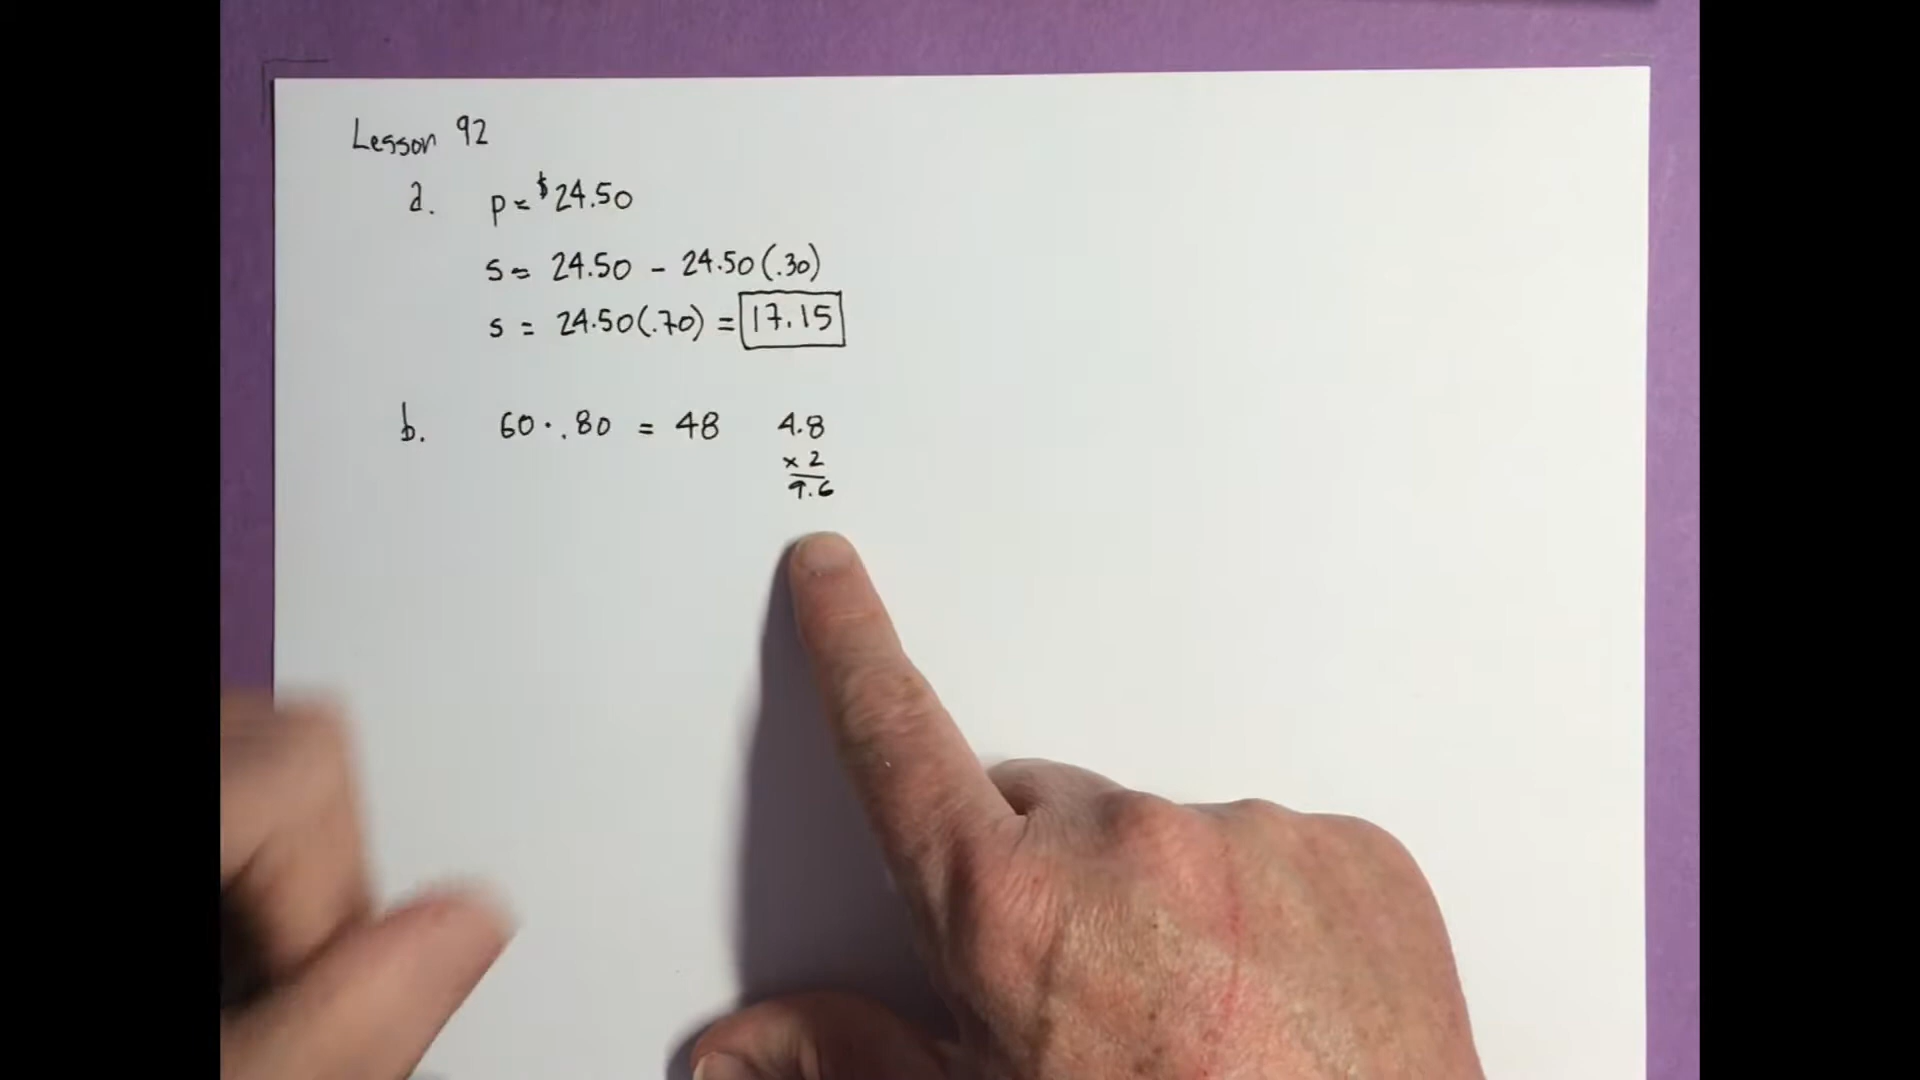 Lesson 92
a. p = $24.50
s = 24.50 - 24.50(.30)
s = 24.50(.70) = 17.15
b. 60 · .80 = 48 4.8
x 2
9.6